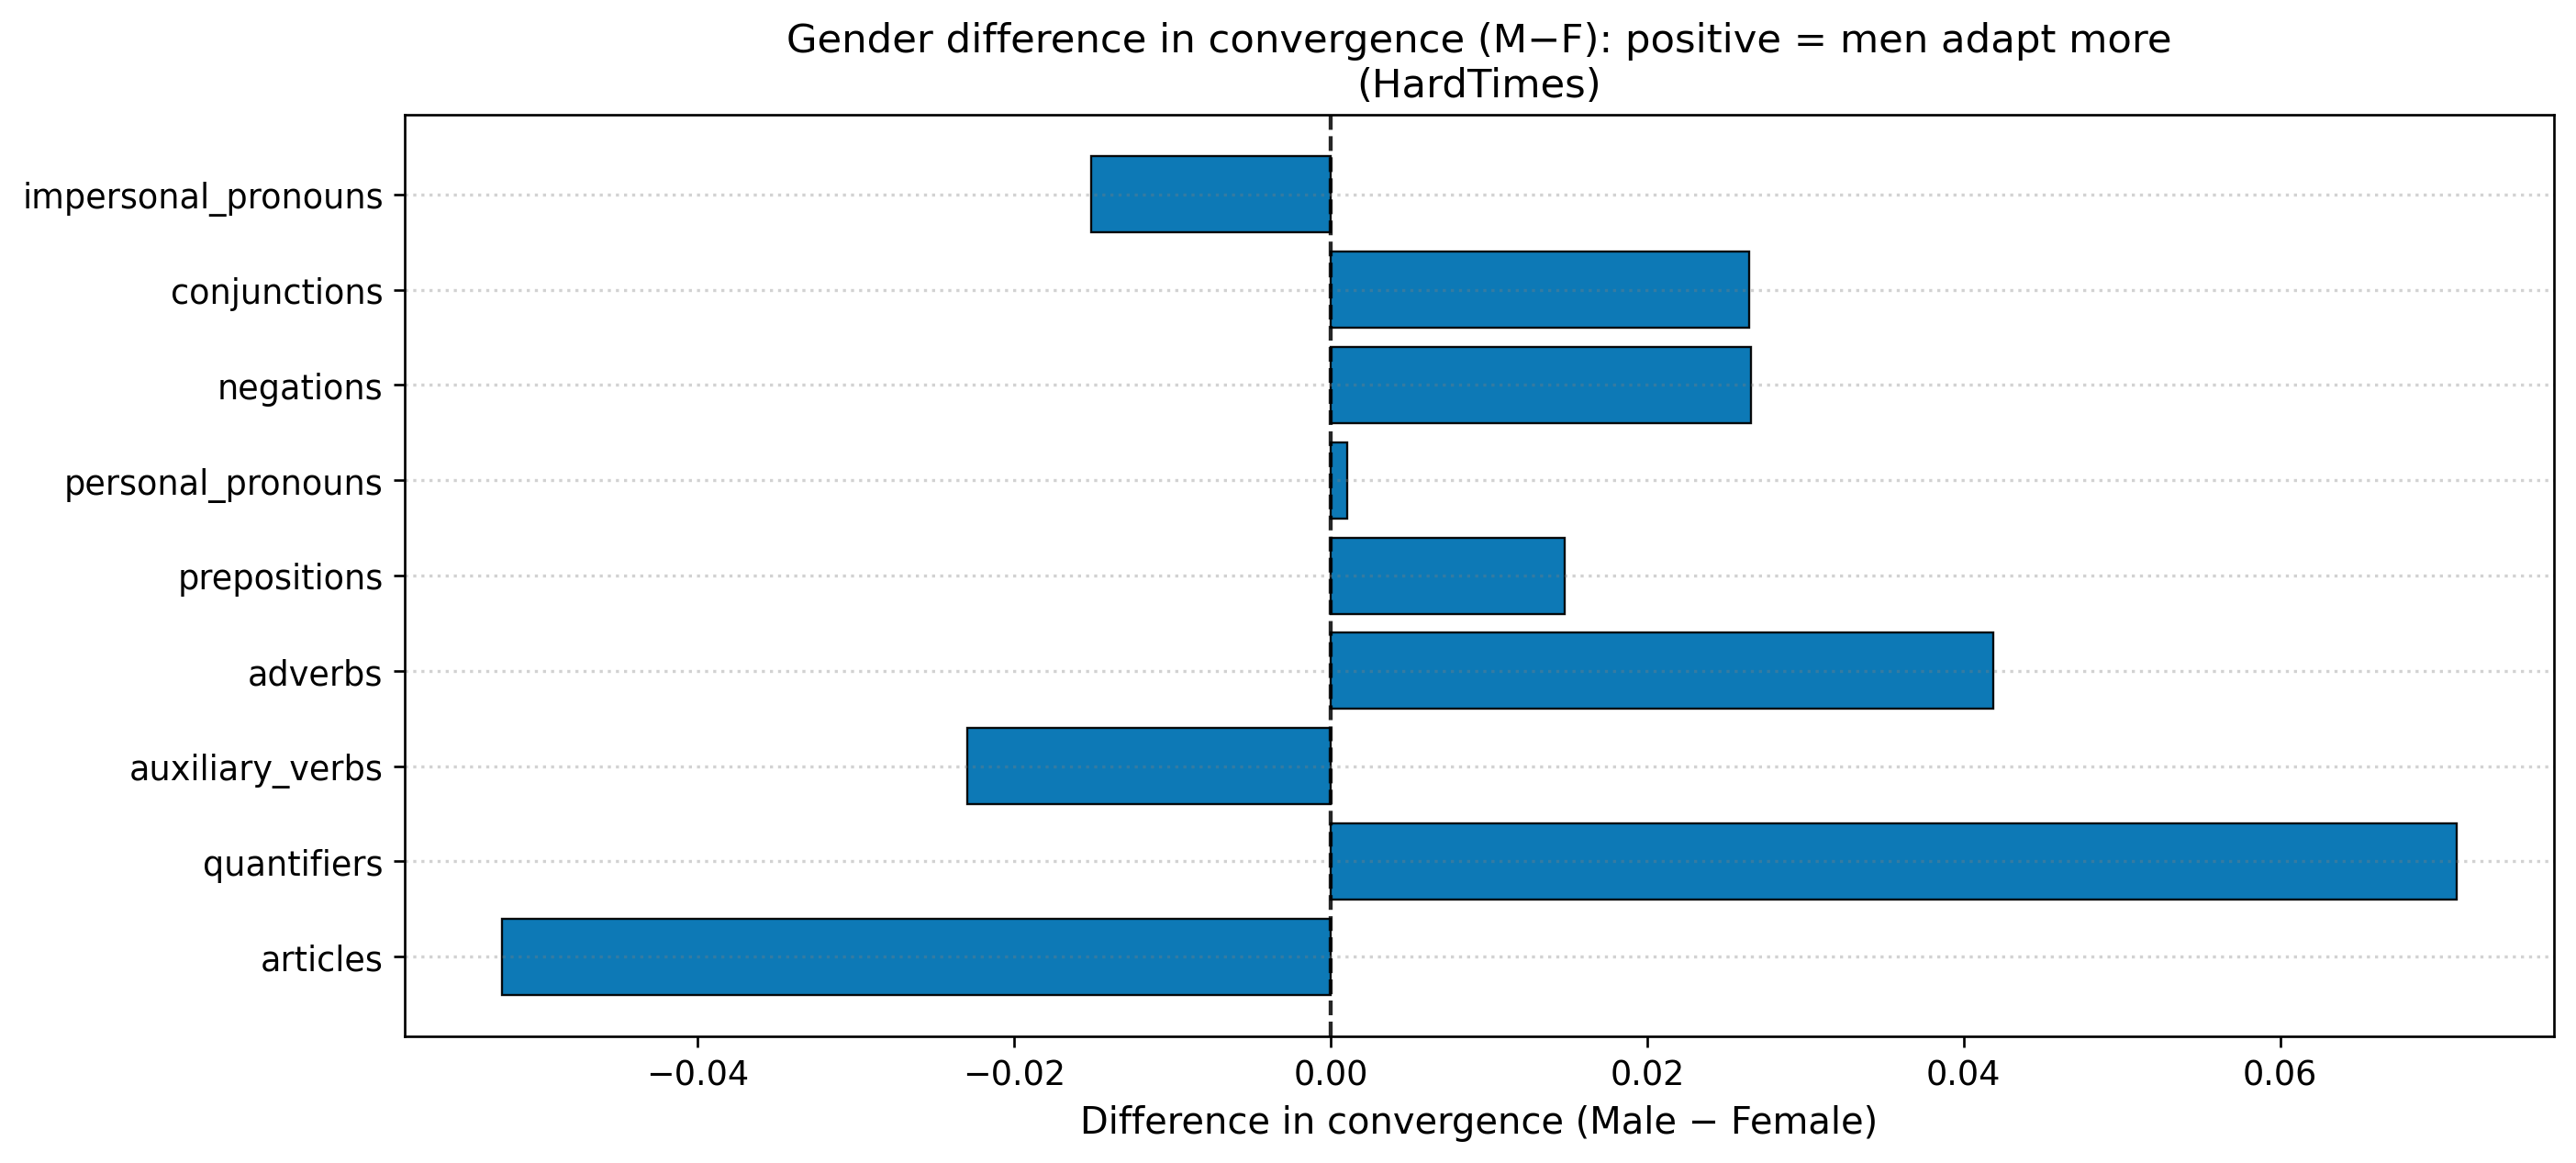 Gender difference in convergence (M−F): positive = men adapt more
(HardTimes)
impersonal_pronouns
conjunctions
negations
personal_pronouns
prepositions
adverbs
auxiliary_verbs
quantifiers
articles
−0.04 −0.02 0.00 0.02 0.04 0.06
Difference in convergence (Male − Female)